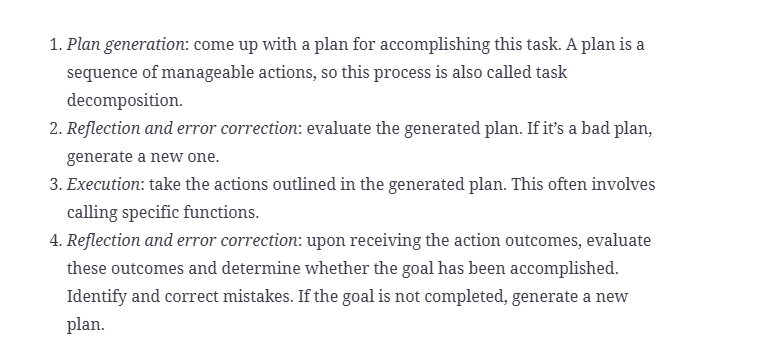 1. Plan generation: come up with a plan for accomplishing this task. A plan is a
sequence of manageable actions, so this process is also called task
decomposition.
2. Reflection and error correction: evaluate the generated plan. If it’s a bad plan,
generate a new one.
3. Execution: take the actions outlined in the generated plan. This often involves
calling specific functions.
4. Reflection and error correction: upon receiving the action outcomes, evaluate
these outcomes and determine whether the goal has been accomplished.
Identify and correct mistakes. If the goal is not completed, generate a new
plan.